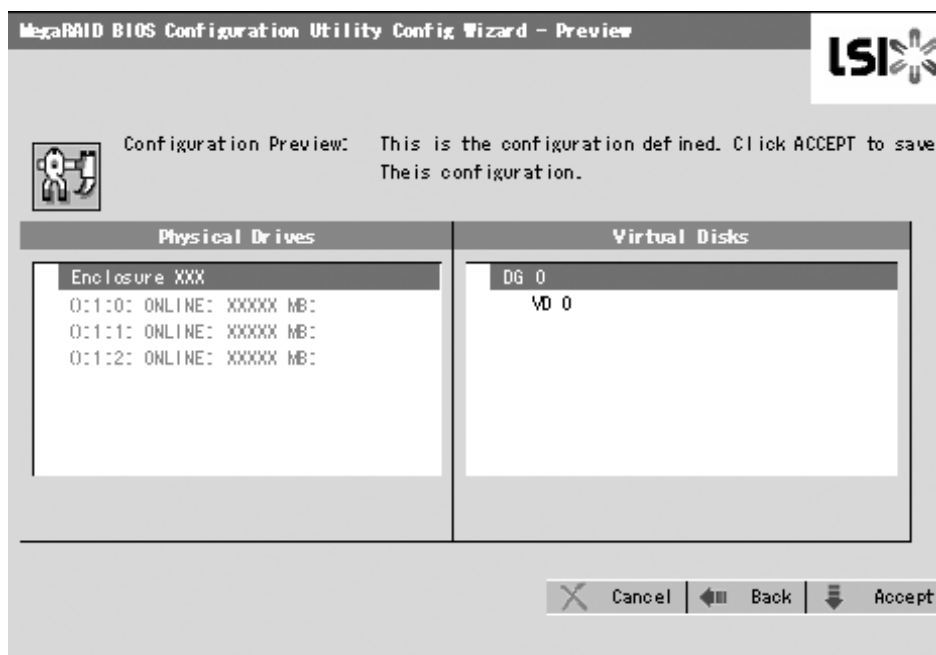 MegaRAID BIOS Configuration Utility Config Wizard - Preview
LSI
Configuration Preview: This is the configuration defined. Click ACCEPT to save
Theis configuration.
Physical Drives
Enclosure XXX
0:1:0: ONLINE: XXXXX MB:
0:1:1: ONLINE: XXXXX MB:
0:1:2: ONLINE: XXXXX MB:
Virtual Disks
DG 0
VD 0
Cancel Back Accept